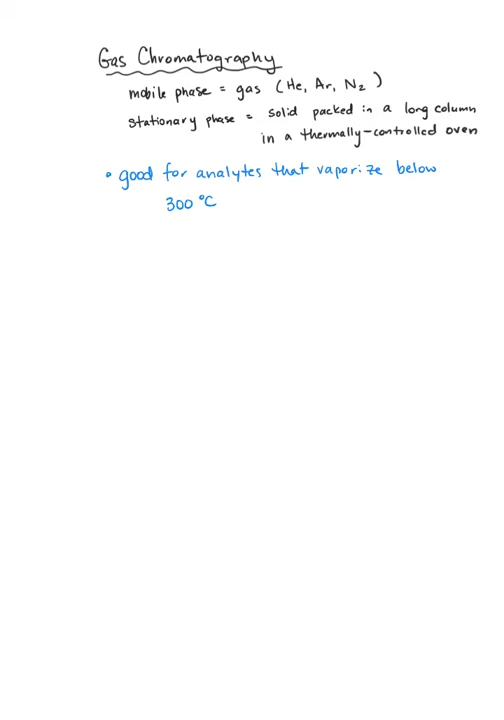 Gas Chromatography
mobile phase = gas (He, Ar, N₂)
stationary phase = solid packed in a long column
in a thermally-controlled oven
• good for analytes that vaporize below
300 °C